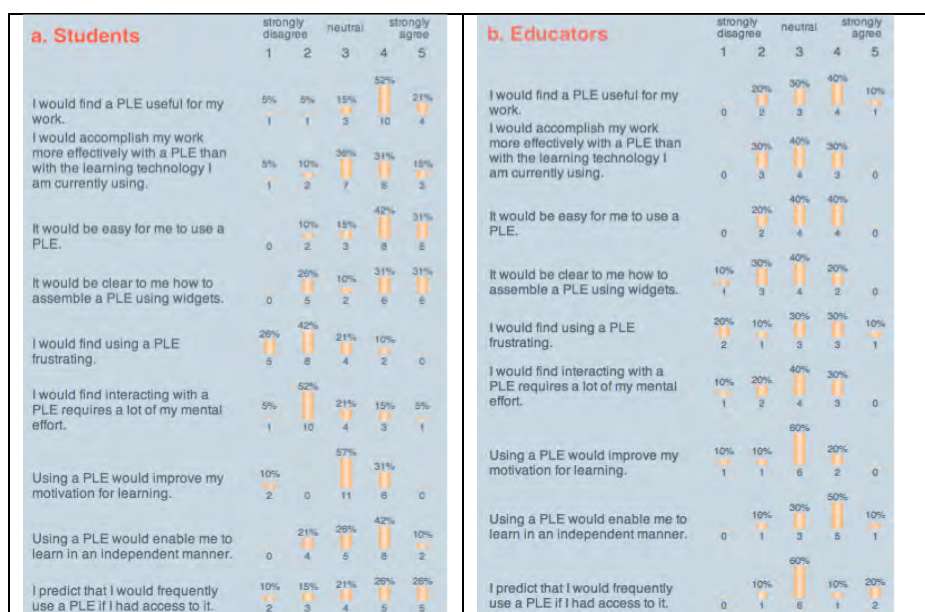 a. Students
strongly disagree neutral strongly agree
1 2 3 4 5
52%
I would find a PLE useful for my 5% 5% 15% 21%
work. 1 1 3 10 4
I would accomplish my work
more effectively with a PLE than 36% 31%
with the learning technology I 5% 10% 15%
am currently using. 1 2 7 6 3
42%
It would be easy for me to use a 10% 15% 31%
PLE. 0 2 3 8 6
It would be clear to me how to 26% 10% 31% 31%
assemble a PLE using widgets. 0 5 2 6 6
I would find using a PLE 26% 42% 21% 10%
frustrating. 5 8 4 2 0
I would find interacting with a 52%
PLE requires a lot of my mental 5% 21% 15% 5%
effort. 1 10 4 3 1
57%
Using a PLE would improve my 10% 31%
motivation for learning. 2 0 11 6 0
42%
Using a PLE would enable me to 21% 26% 10%
learn in an independent manner. 0 4 5 8 2
I predict that I would frequently 10% 15% 21% 26% 26%
use a PLE if I had access to it. 2 3 4 5 5
b. Educators
strongly disagree neutral strongly agree
1 2 3 4 5
I would find a PLE useful for my 20% 30% 40% 10%
work. 0 2 3 4 1
I would accomplish my work
more effectively with a PLE than 30% 40% 30%
with the learning technology I
am currently using. 0 3 4 3 0
It would be easy for me to use a 20% 40% 40%
PLE. 0 2 4 4 0
It would be clear to me how to 10% 30% 40% 20%
assemble a PLE using widgets. 1 3 4 2 0
I would find using a PLE 20% 10% 30% 30% 10%
frustrating. 2 1 3 3 1
I would find interacting with a 40%
PLE requires a lot of my mental 10% 20% 30%
effort. 1 2 4 3 0
60%
Using a PLE would improve my 10% 10% 20%
motivation for learning. 1 1 6 2 0
50%
Using a PLE would enable me to 10% 30% 10%
learn in an independent manner. 0 1 3 5 1
60%
I predict that I would frequently 10% 10% 20%
use a PLE if I had access to it. 0 1 6 1 2